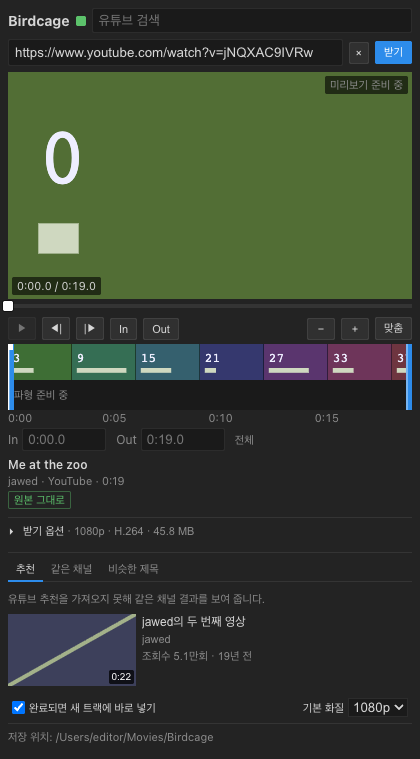 Birdcage 유튜브 검색
https://www.youtube.com/watch?v=jNQXAC9IVRw × 받기
미리보기 준비 중
0
0:00.0 / 0:19.0
In Out − + 맞춤
3 9 15 21 27 33 3
파형 준비 중
0:00 0:05 0:10 0:15
In 0:00.0 Out 0:19.0 전체
Me at the zoo
jawed · YouTube · 0:19
원본 그대로
받기 옵션 · 1080p · H.264 · 45.8 MB
추천 같은 채널 비슷한 제목
유튜브 추천을 가져오지 못해 같은 채널 결과를 보여 줍니다.
jawed의 두 번째 영상
jawed
조회수 5.1만회 · 19년 전
0:22
완료되면 새 트랙에 바로 넣기 기본 화질 1080p
저장 위치: /Users/editor/Movies/Birdcage